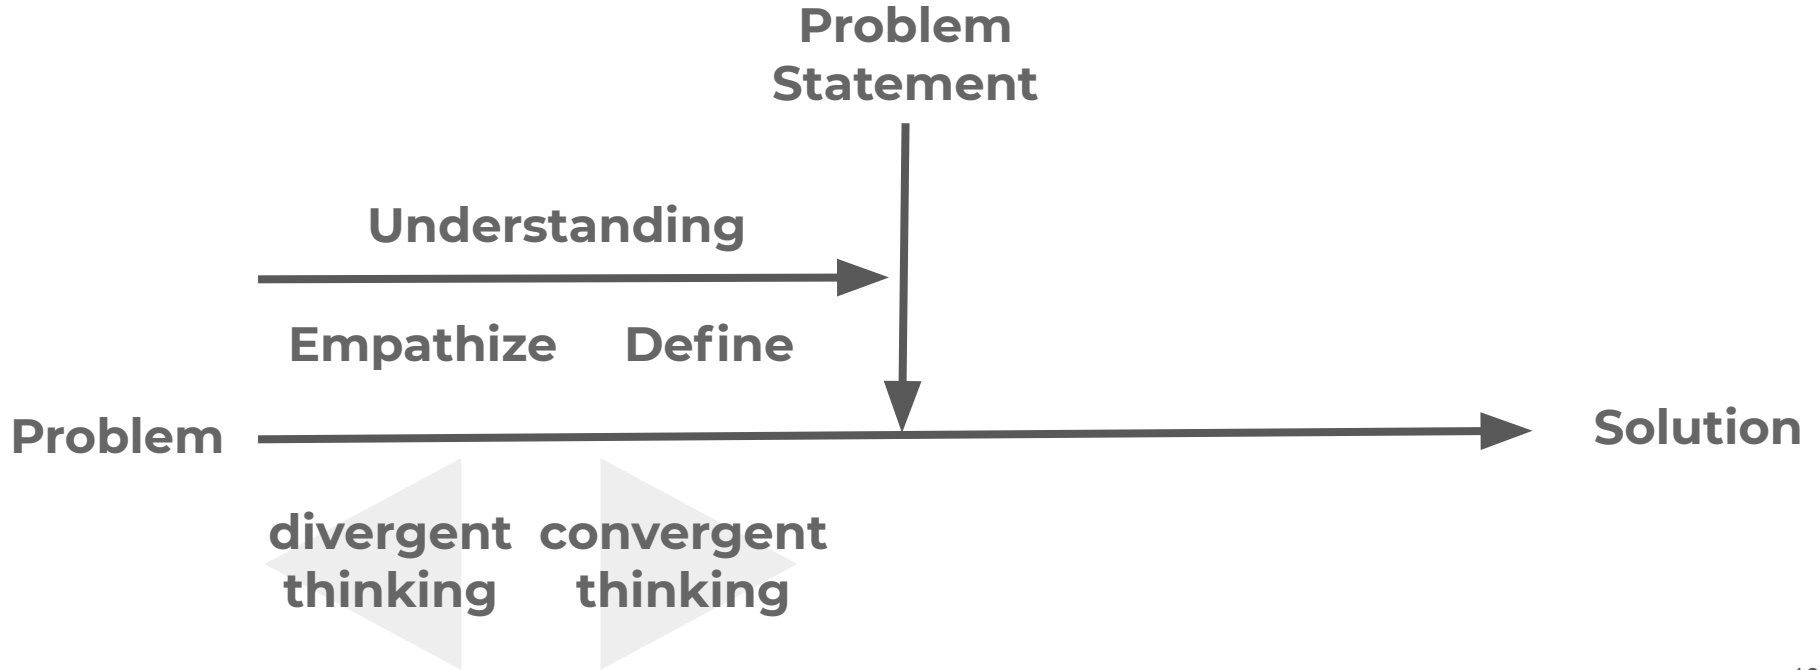 Problem
Statement
Understanding
Empathize Define
Problem
Solution
divergent convergent
thinking thinking